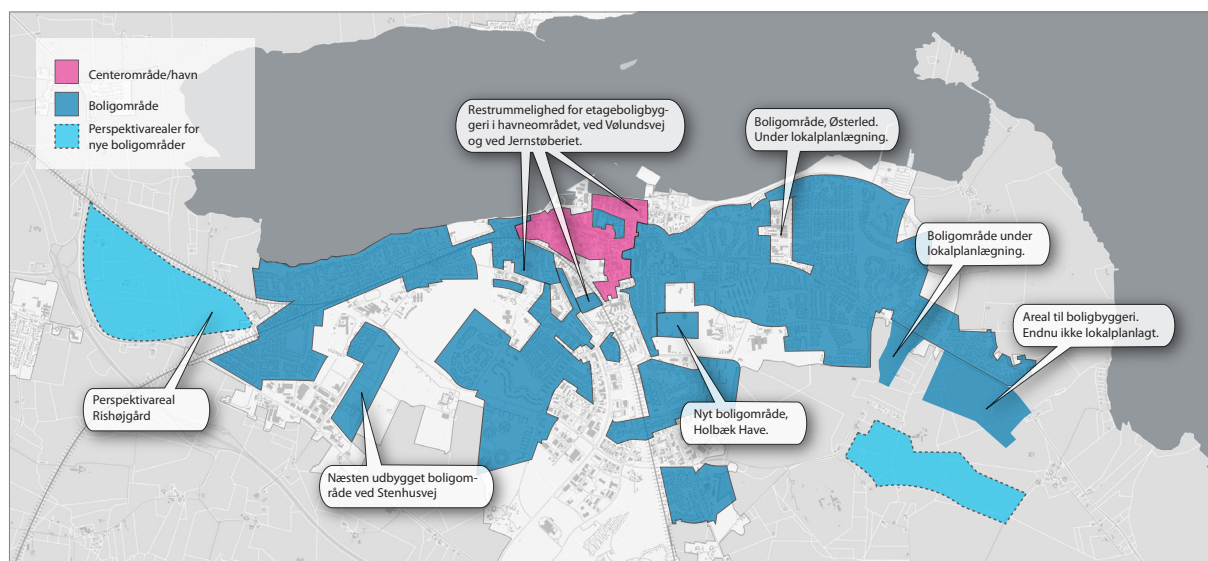 Centerområde/havn
Boligområde
Perspektivarealer for
nye boligområder
Restrummelighed for etageboligbyg-
geri i havneområdet, ved Vølundsvej
og ved Jernstøberiet.
Boligområde, Østerled.
Under lokalplanlægning.
Boligområde under
lokalplanlægning.
Areal til boligbyggeri.
Endnu ikke lokalplanlagt.
Perspektivareal
Rishøjgård
Nyt boligområde,
Holbæk Have.
Næsten udbygget boligom-
råde ved Stenhusvej